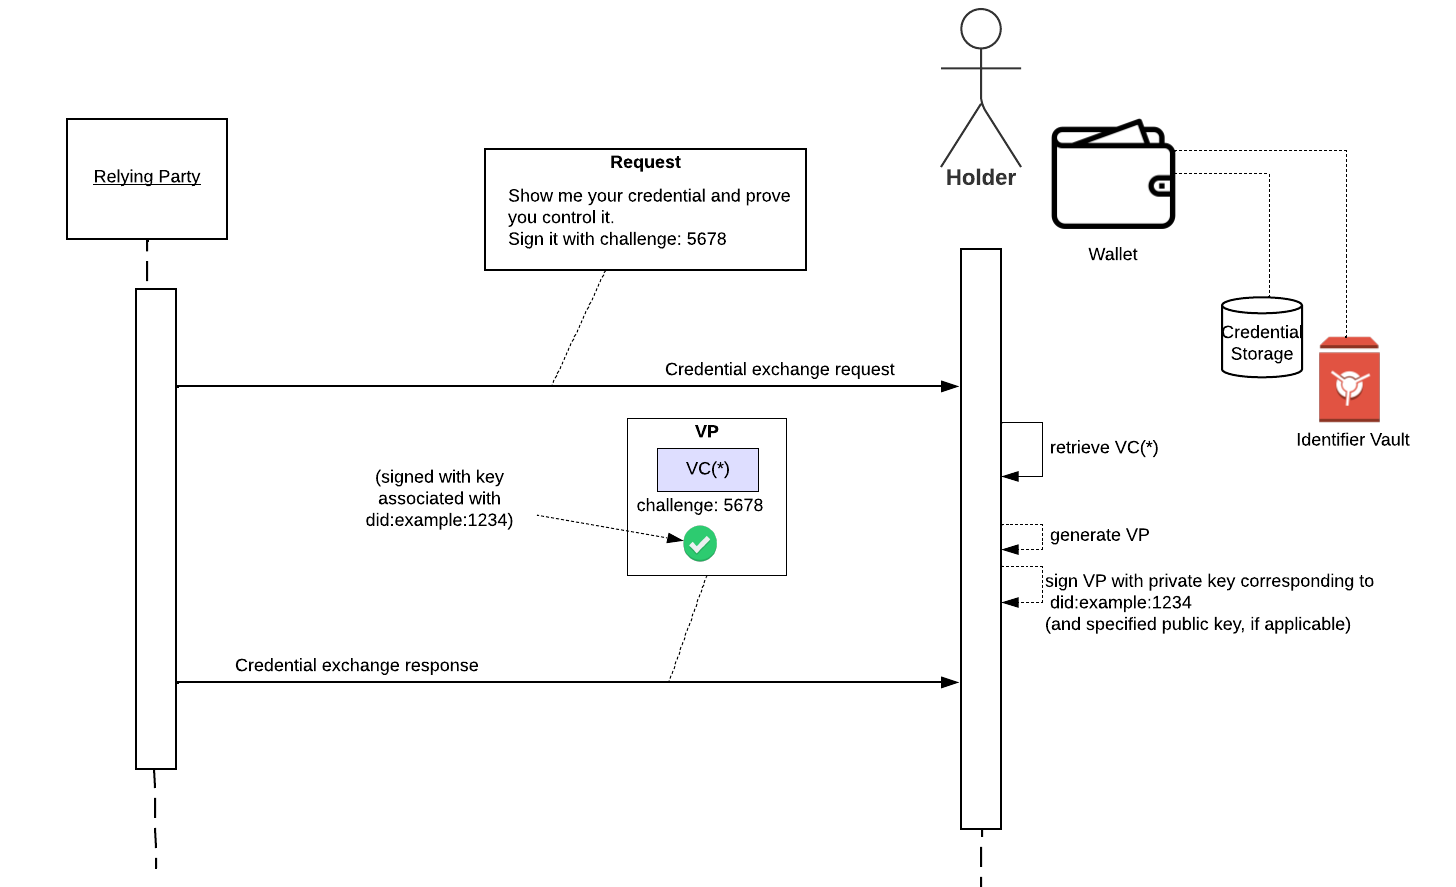 Holder
Relying Party
Request
Show me your credential and prove
you control it.
Sign it with challenge: 5678
Wallet
Credential
Storage
Identifier Vault
Credential exchange request
VP
VC(*)
challenge: 5678
(signed with key
associated with
did:example:1234)
retrieve VC(*)
generate VP
sign VP with private key corresponding to
did:example:1234
(and specified public key, if applicable)
Credential exchange response